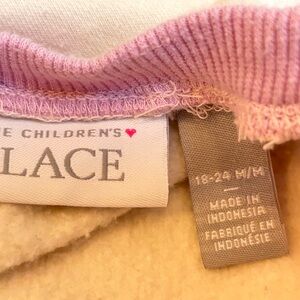 E CHILDREN'S
LACE
18-24 M/M
MADE IN
INDONESIA
FABRIQUÉ EN
INDONÉSIE